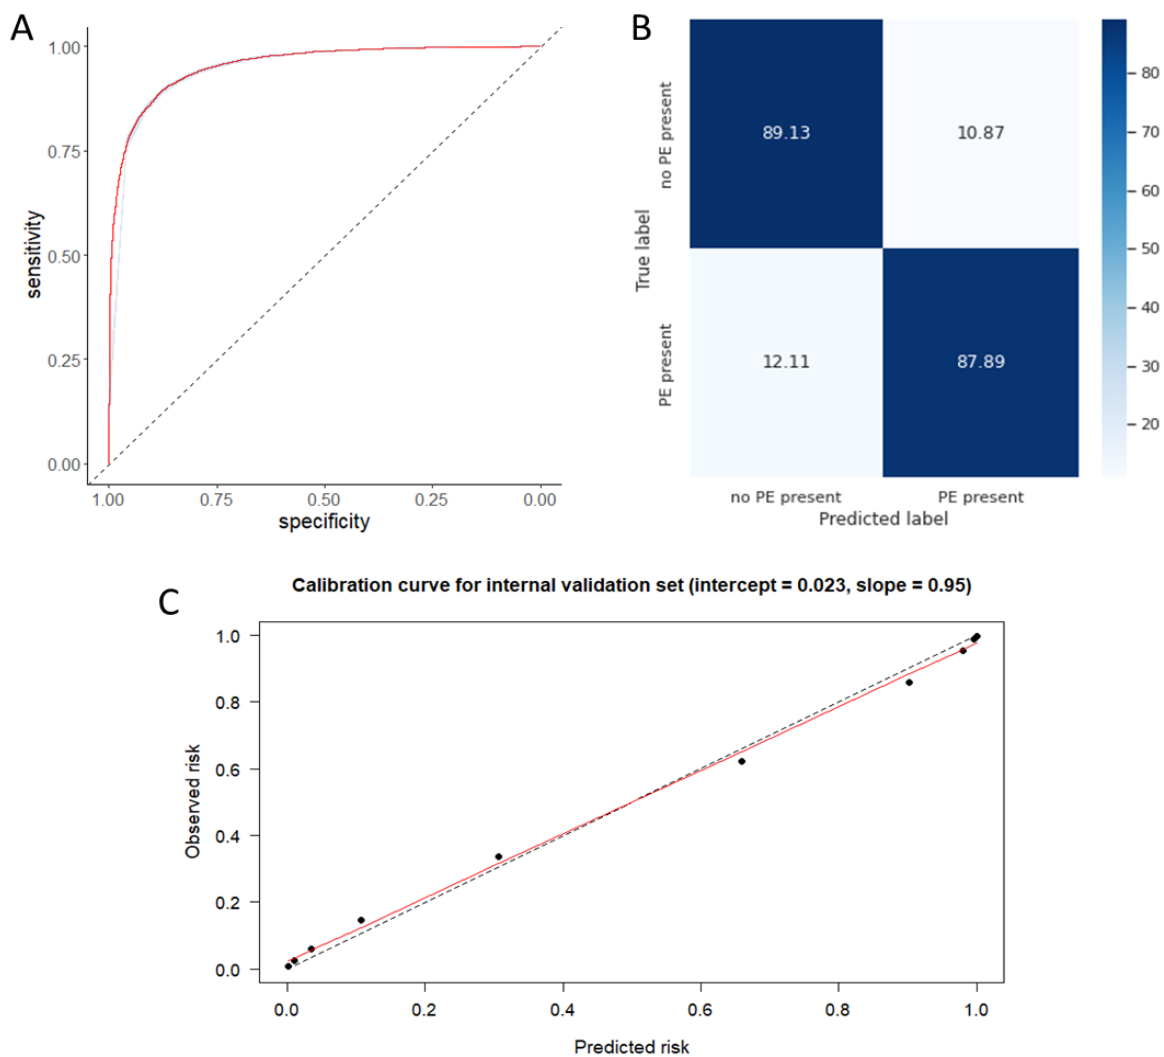 A
1.00
0.75
0.50
0.25
0.00
sensitivity
1.00
0.75
0.50
0.25
0.00
specificity
B
no PE present
PE present
True label
89.13
10.87
12.11
87.89
no PE present
PE present
Predicted label
80
70
60
50
40
30
20
C
Calibration curve for internal validation set (intercept = 0.023, slope = 0.95)
1.0
0.8
0.6
0.4
0.2
0.0
Observed risk
0.0
0.2
0.4
0.6
0.8
1.0
Predicted risk